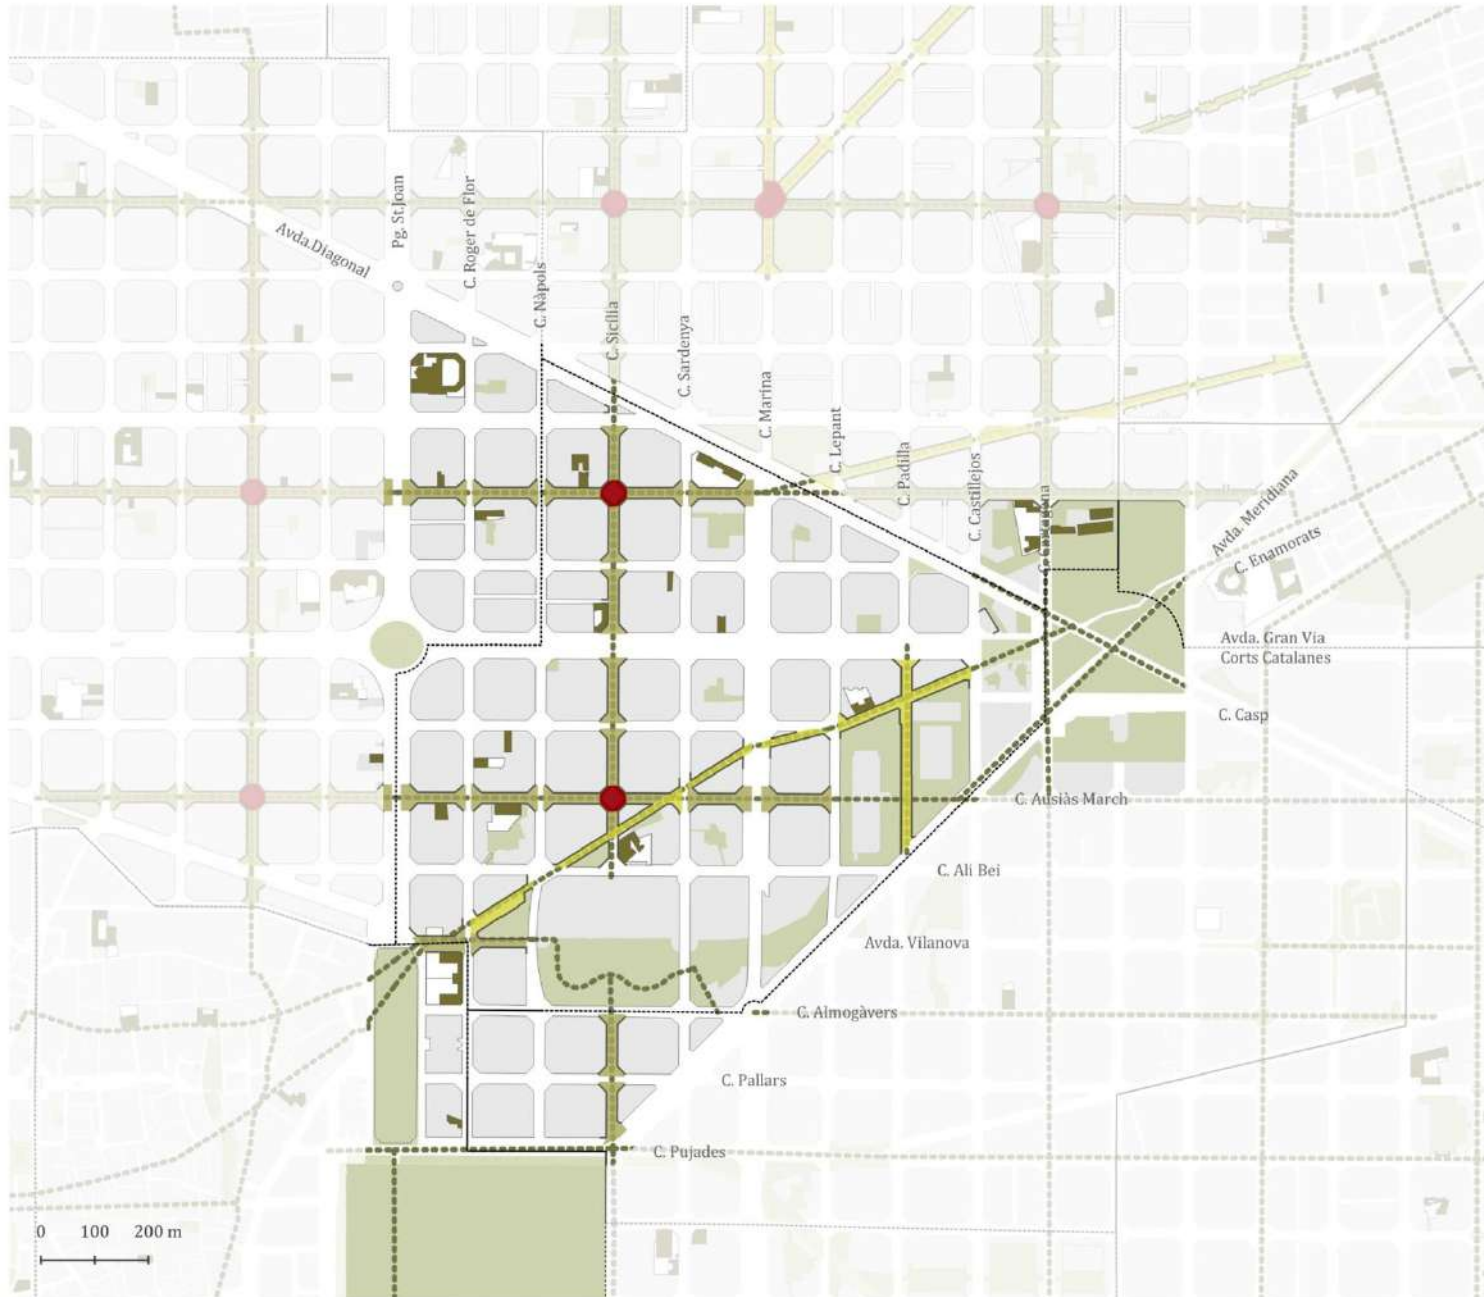 Pg. St.Joan
C. Roger de Flor
Avda.Diagonal
C. Nàpols
C. Sicília
C. Sardenya
C. Marina
C. Lepant
C. Padilla
C. Castillejos
Avda. Meridiana
C. Enamorats
Avda. Gran Via
Corts Catalanes
C. Casp
C. Ausiàs March
C. Ali Bei
Avda. Vilanova
C. Almogàvers
C. Pallars
C. Pujades
0 100 200 m